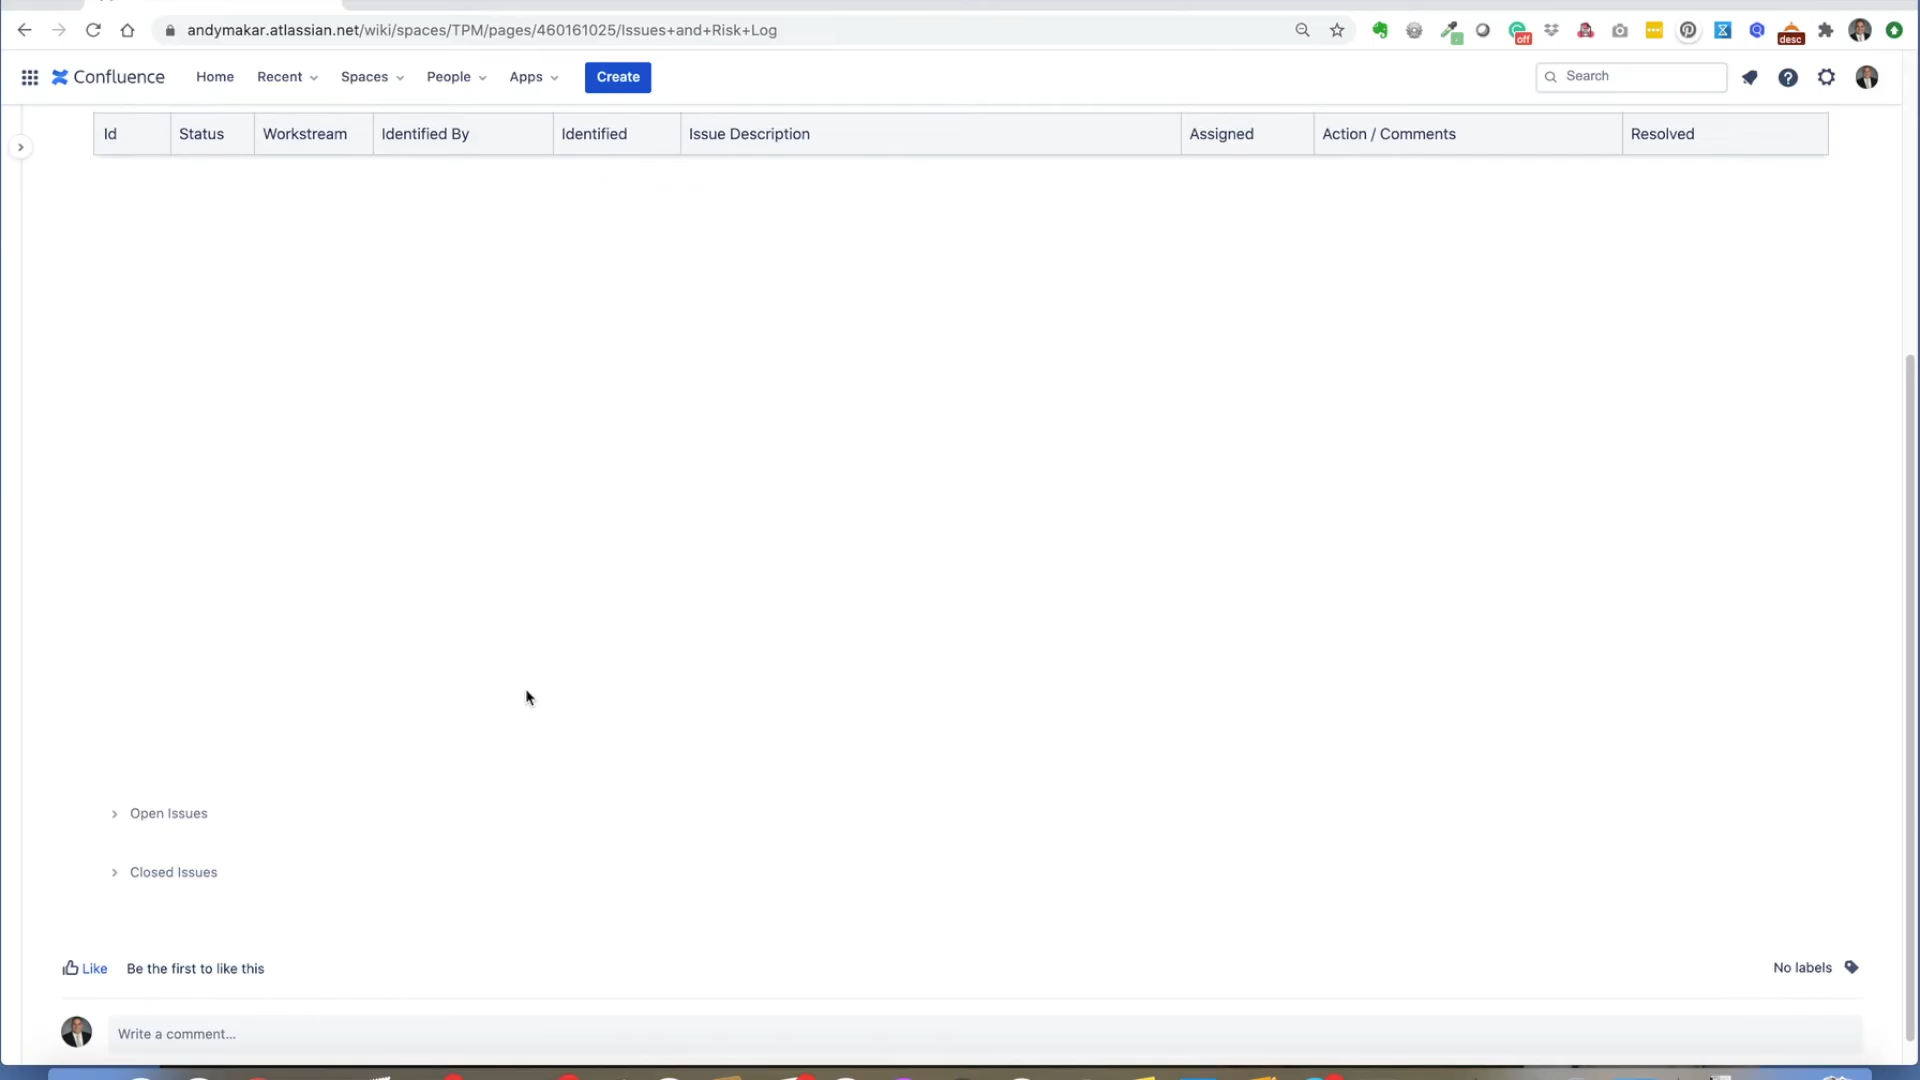 andymakar.atlassian.net/wiki/spaces/TPM/pages/460161025/Issues+and+Risk+Log
off
desc
Confluence Home Recent Spaces People Apps Create Search
Id Status Workstream Identified By Identified Issue Description Assigned Action / Comments Resolved
Open Issues
Closed Issues
Like Be the first to like this No labels
Write a comment...